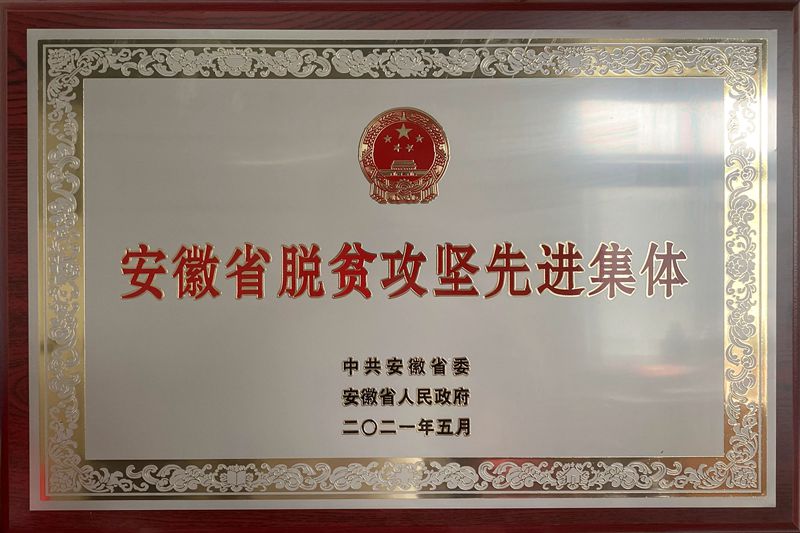 安徽省脱贫攻坚先进集体
中共安徽省委
安徽省人民政府
二〇二一年五月